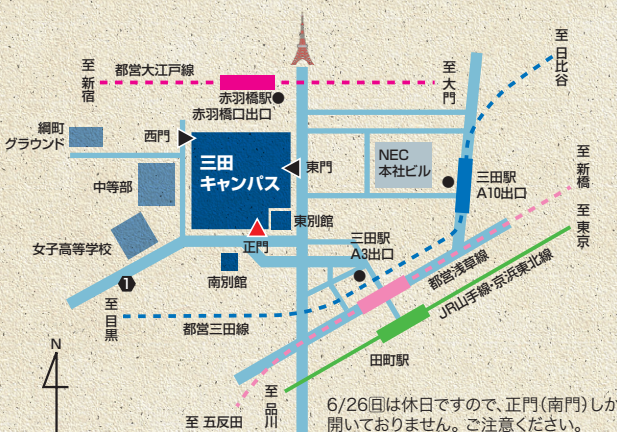 至 日比谷
至 新宿
都営大江戸線
至 大門
赤羽橋駅
赤羽橋口出口
綱町
グラウンド
西門
三田
キャンパス
東門
NEC
本社ビル
三田駅
A10出口
至 新橋
至 東京
中等部
東別館
女子高等学校
正門
三田駅
A3出口
南別館
1
至 目黒
都営三田線
都営浅草線
JR山手線・京浜東北線
田町駅
N
至 品川
至 五反田
6/26日は休日ですので、正門(南門)しか
開いておりません。ご注意ください。